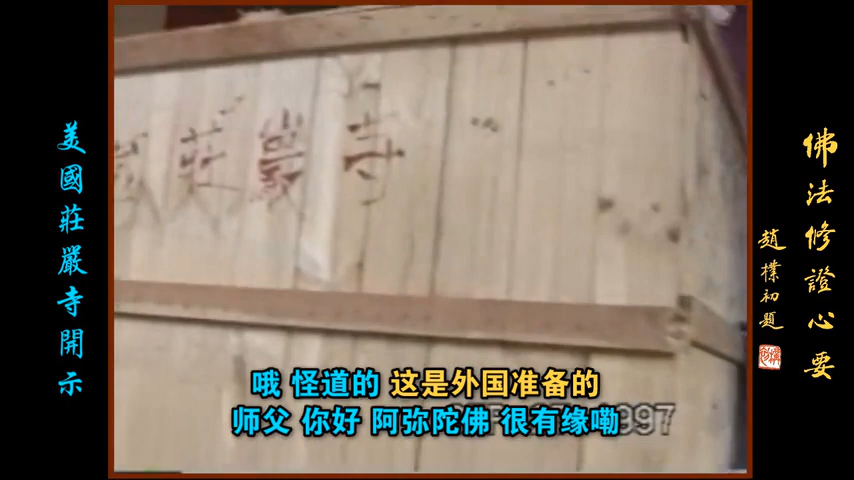 美國莊嚴寺開示
莊嚴寺
佛法修證心要
趙樸初題
哦 怪道的 这是外国准备的
师父 你好 阿弥陀佛 很有缘嘞
997